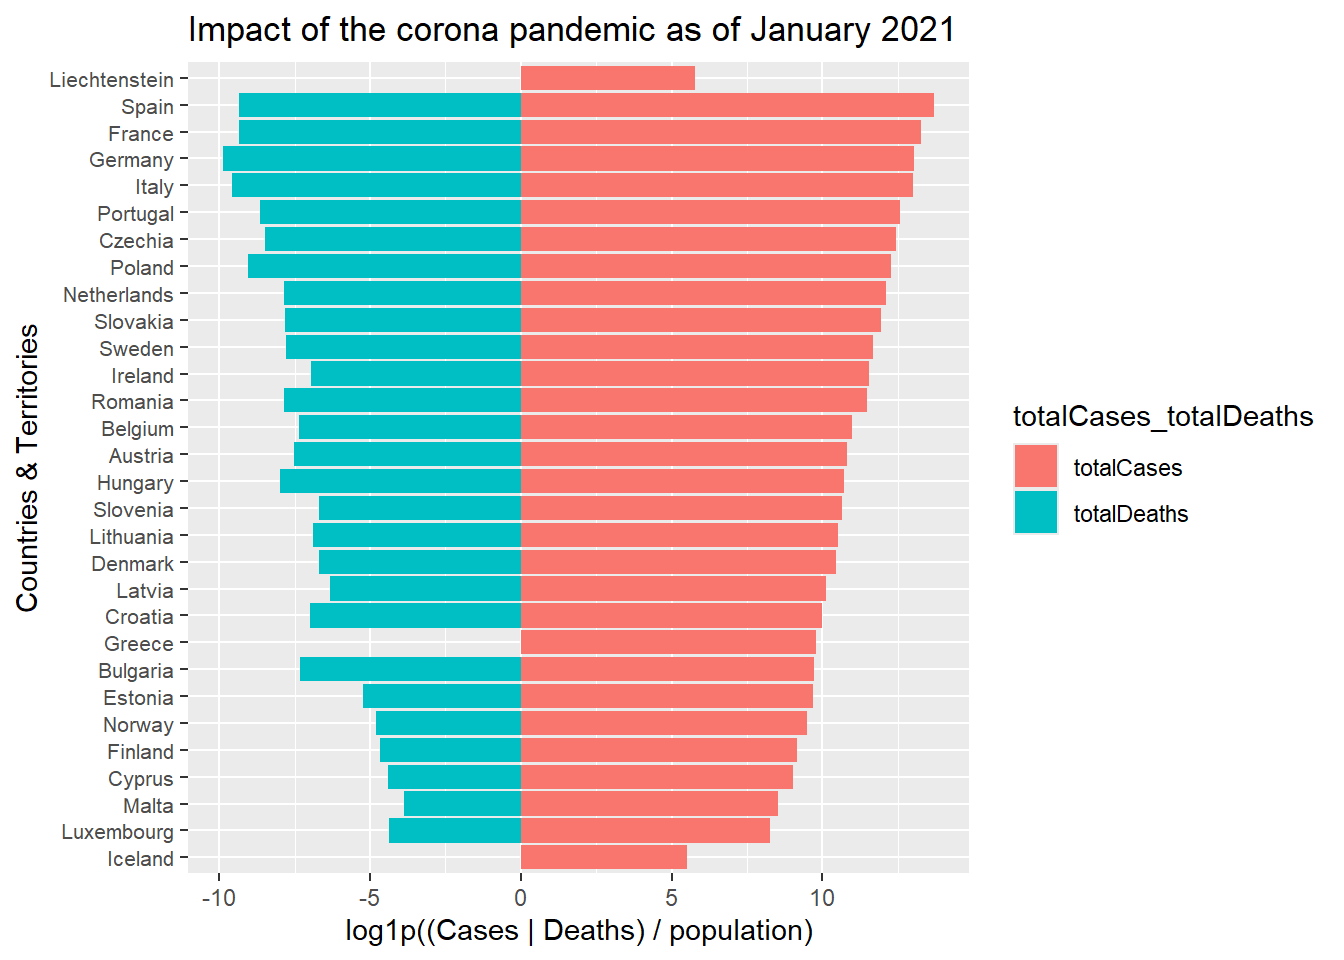 Impact of the corona pandemic as of January 2021
Countries & Territories
Liechtenstein
Spain
France
Germany
Italy
Portugal
Czechia
Poland
Netherlands
Slovakia
Sweden
Ireland
Romania
Belgium
Austria
Hungary
Slovenia
Lithuania
Denmark
Latvia
Croatia
Greece
Bulgaria
Estonia
Norway
Finland
Cyprus
Malta
Luxembourg
Iceland
-10 -5 0 5 10
log1p((Cases | Deaths) / population)
totalCases_totalDeaths
totalCases
totalDeaths